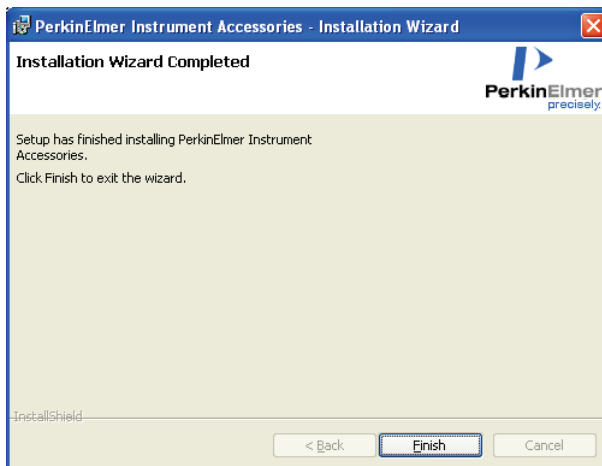 PerkinElmer Instrument Accessories - Installation Wizard
Installation Wizard Completed
PerkinElmer
precisely.
Setup has finished installing PerkinElmer Instrument
Accessories.
Click Finish to exit the wizard.
InstallShield
< Back
Finish
Cancel